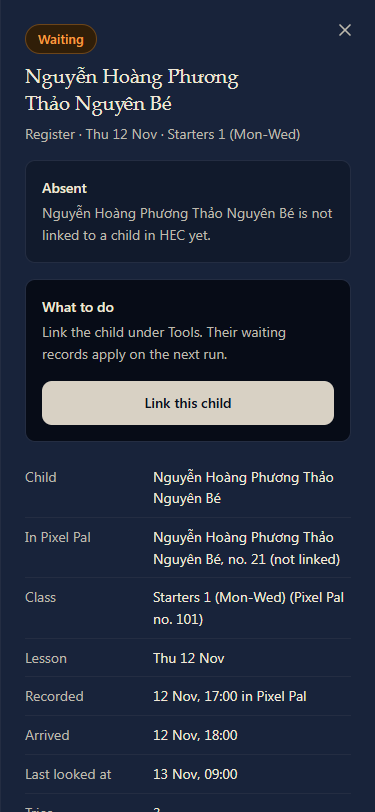 Waiting
Nguyễn Hoàng Phương
Thảo Nguyên Bé
Register · Thu 12 Nov · Starters 1 (Mon-Wed)
Absent
Nguyễn Hoàng Phương Thảo Nguyên Bé is not
linked to a child in HEC yet.
What to do
Link the child under Tools. Their waiting
records apply on the next run.
Link this child
Child
Nguyễn Hoàng Phương Thảo
Nguyên Bé
In Pixel Pal
Nguyễn Hoàng Phương Thảo
Nguyên Bé, no. 21 (not linked)
Class
Starters 1 (Mon-Wed) (Pixel Pal
no. 101)
Lesson
Thu 12 Nov
Recorded
12 Nov, 17:00 in Pixel Pal
Arrived
12 Nov, 18:00
Last looked at
13 Nov, 09:00